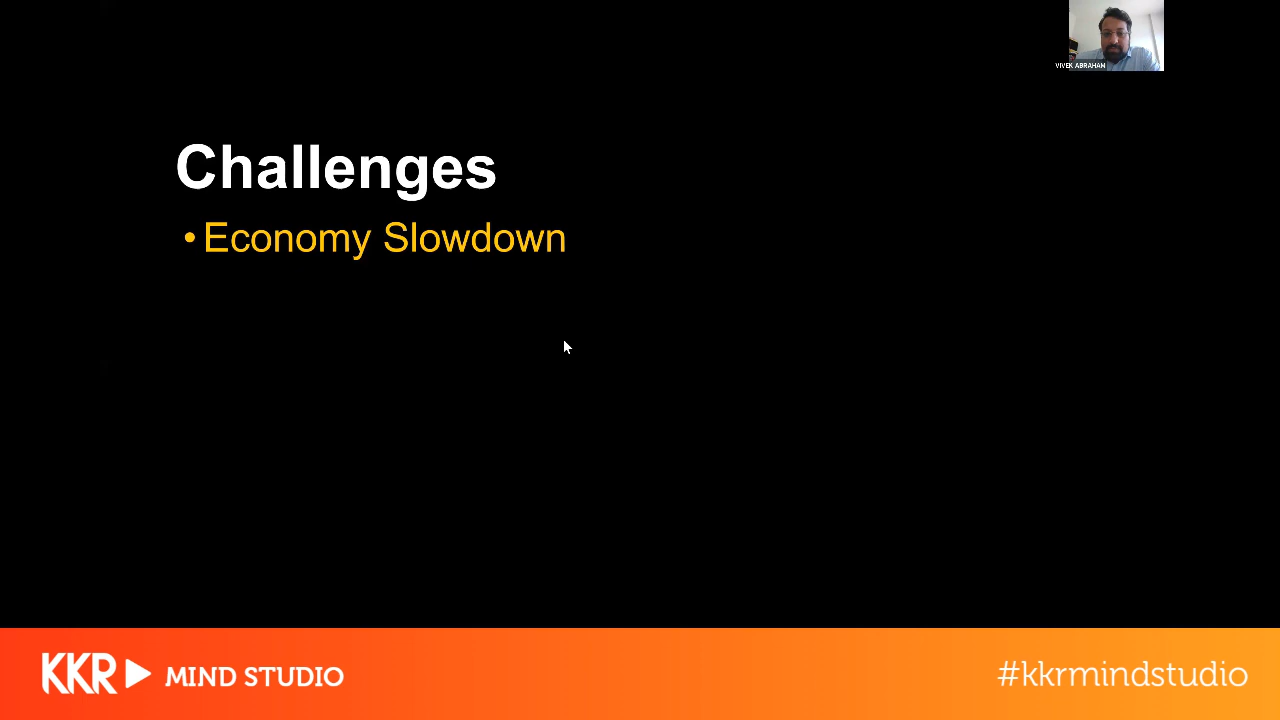 VIVEK ABRAHAM
Challenges
• Economy Slowdown
KKR MIND STUDIO
#kkrmindstudio